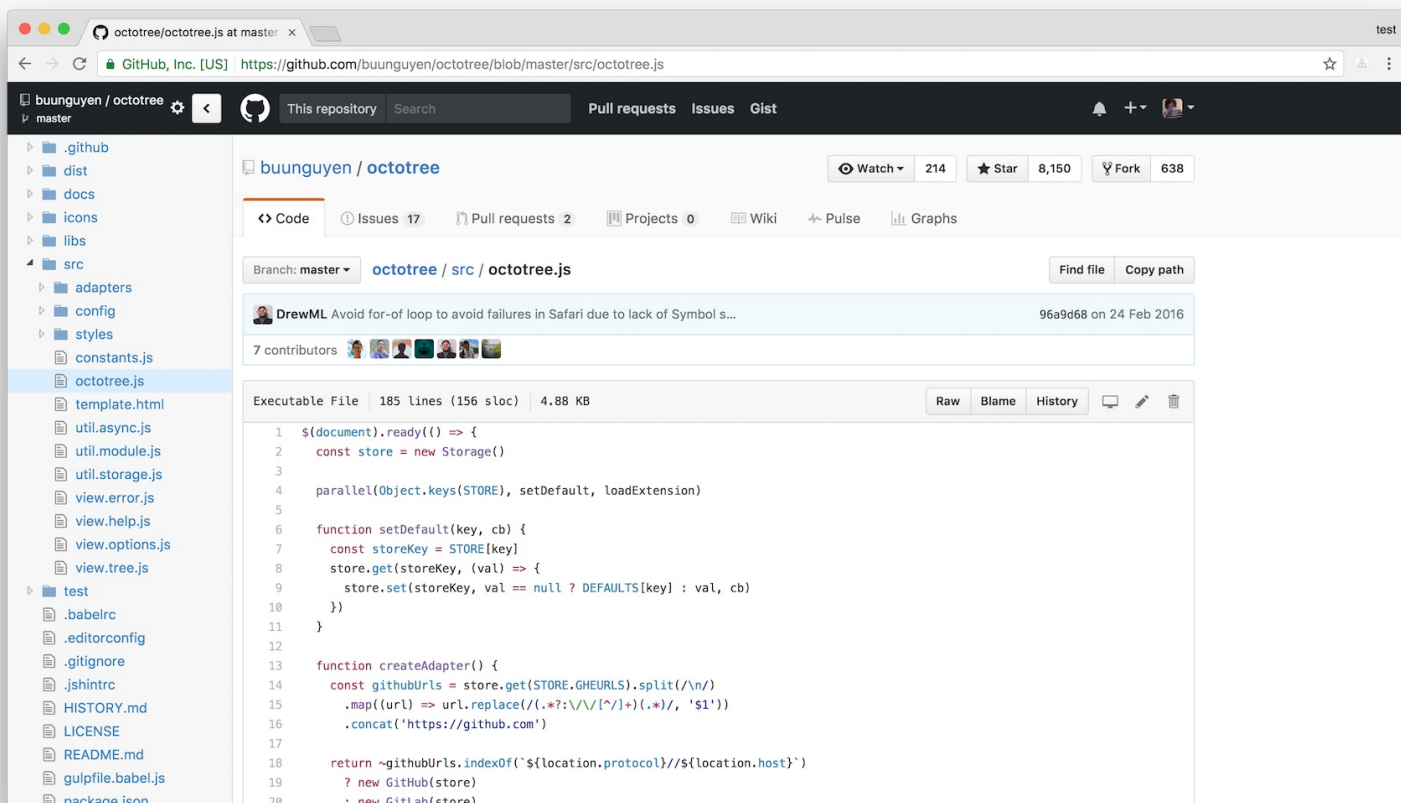 octotree/octotree.js at master
test
GitHub, Inc. [US] https://github.com/buunguyen/octotree/blob/master/src/octotree.js
buunguyen / octotree
master
This repository Search Pull requests Issues Gist
.github
dist
docs
icons
libs
src
adapters
config
styles
constants.js
octotree.js
template.html
util.async.js
util.module.js
util.storage.js
view.error.js
view.help.js
view.options.js
view.tree.js
test
.babelrc
.editorconfig
.gitignore
.jshintrc
HISTORY.md
LICENSE
README.md
gulpfile.babel.js
package.json
buunguyen / octotree
Watch 214 Star 8,150 Fork 638
Code Issues 17 Pull requests 2 Projects 0 Wiki Pulse Graphs
Branch: master octotree / src / octotree.js Find file Copy path
DrewML Avoid for-of loop to avoid failures in Safari due to lack of Symbol s... 96a9d68 on 24 Feb 2016
7 contributors
Executable File 185 lines (156 sloc) 4.88 KB Raw Blame History
1 $(document).ready(() => {
2 const store = new Storage()
3
4 parallel(Object.keys(STORE), setDefault, loadExtension)
5
6 function setDefault(key, cb) {
7 const storeKey = STORE[key]
8 store.get(storeKey, (val) => {
9 store.set(storeKey, val == null ? DEFAULTS[key] : val, cb)
10 })
11 }
12
13 function createAdapter() {
14 const githubUrls = store.get(STORE.GHEURLS).split(/\n/)
15 .map((url) => url.replace(/(.*?:\/\/[^/]+)(.*)/, '$1'))
16 .concat('https://github.com')
17
18 return ~githubUrls.indexOf(`${location.protocol}//${location.host}`)
19 ? new GitHub(store)
20 : new GitLab(store)